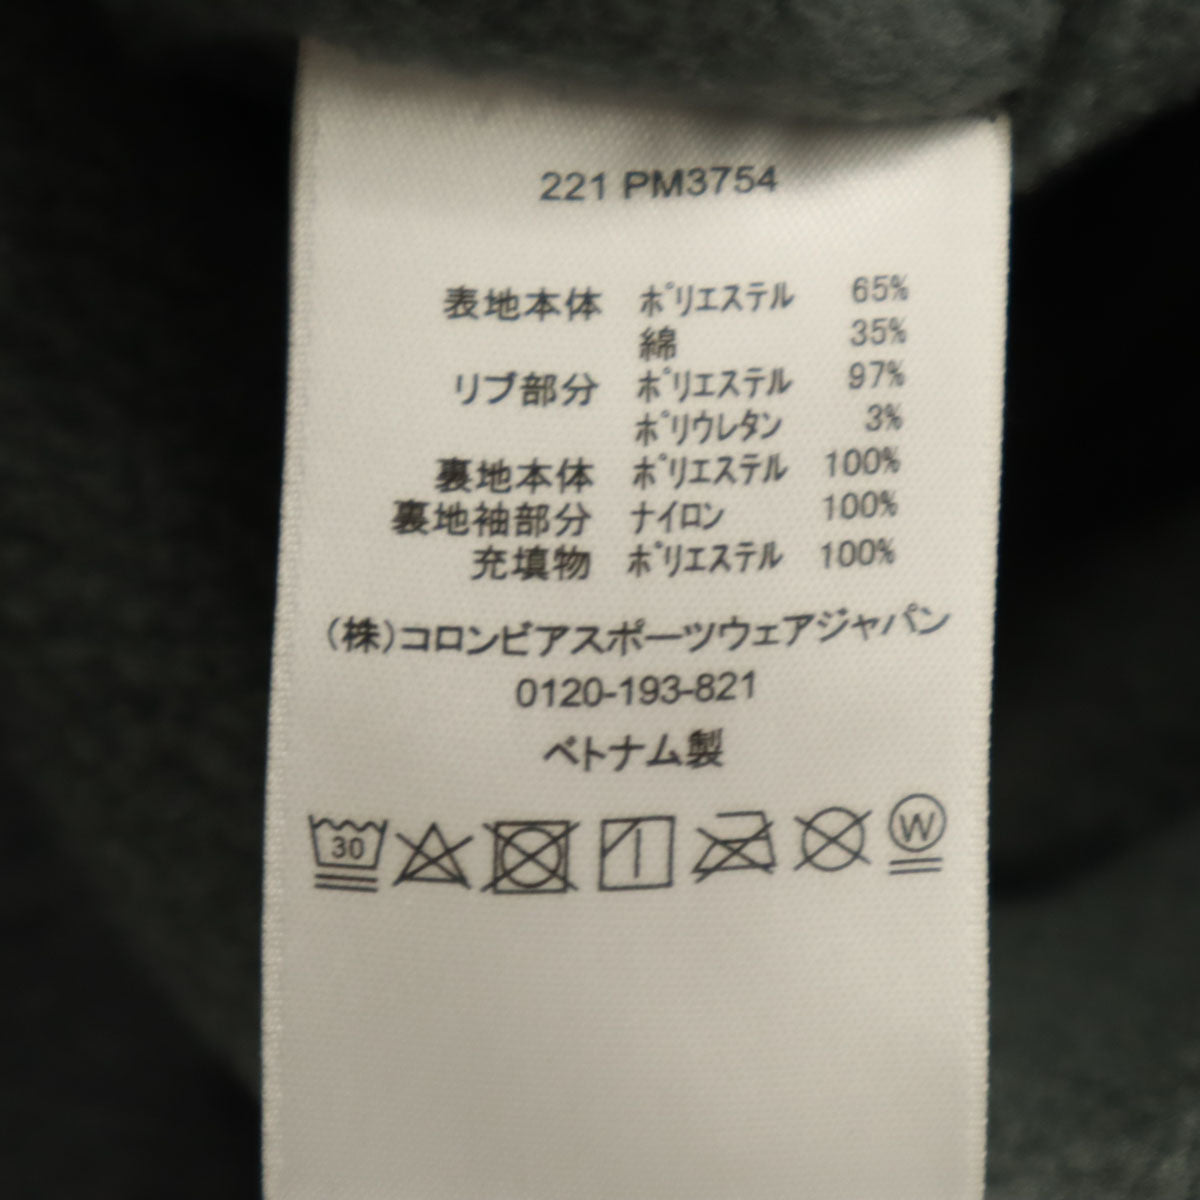 221 PM3754
表地本体 ポリエステル 65%
綿 35%
リブ部分 ポリエステル 97%
ポリウレタン 3%
裏地本体 ポリエステル 100%
裏地袖部分 ナイロン 100%
充填物 ポリエステル 100%
(株)コロンビアスポーツウェアジャパン
0120-193-821
ベトナム製
30 W